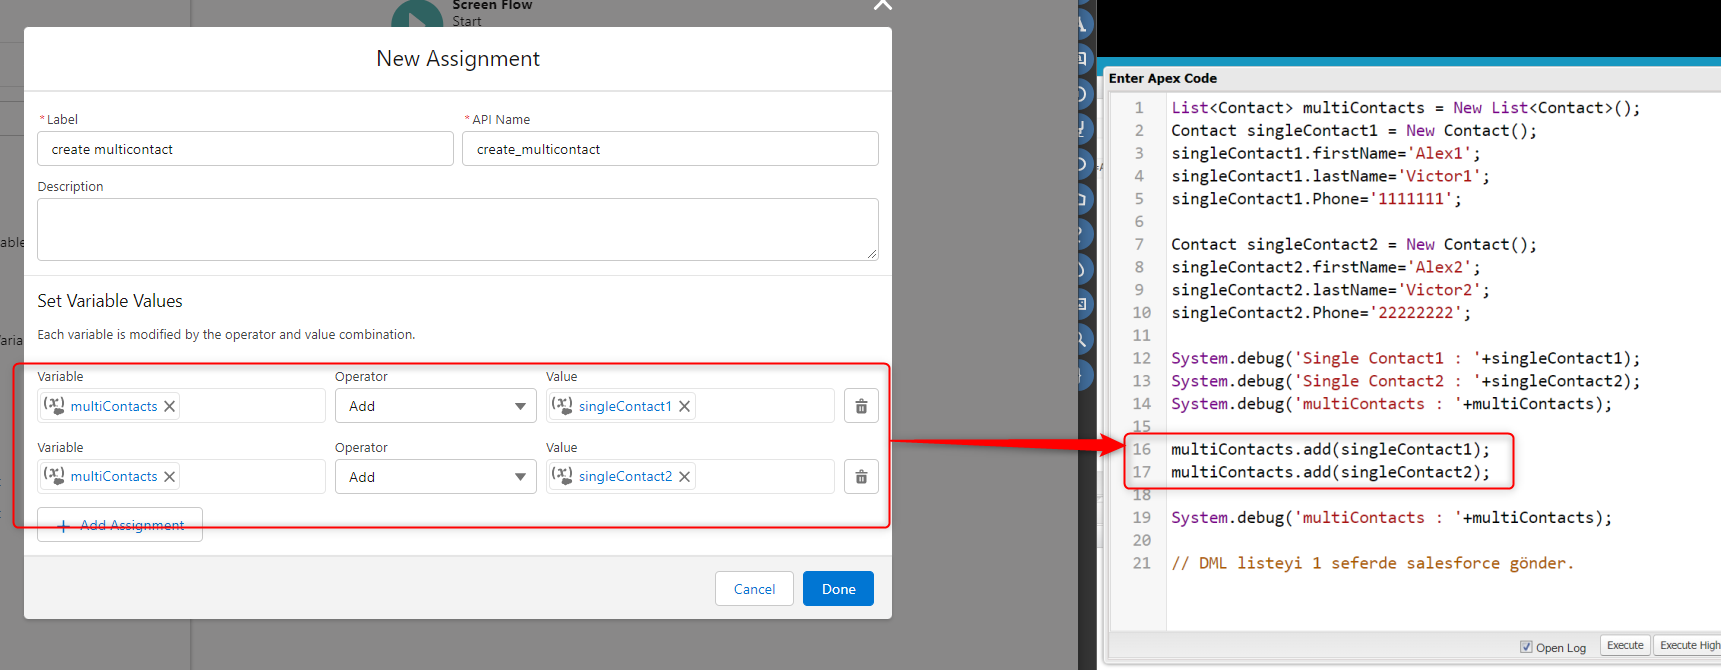 Screen Flow
Start
New Assignment
* Label
* API Name
create multicontact
create_multicontact
Description
Set Variable Values
Each variable is modified by the operator and value combination.
Variable
Operator
Value
multiContacts
Add
singleContact1
Variable
Operator
Value
multiContacts
Add
singleContact2
Add Assignment
Cancel
Done
Enter Apex Code
1 List<Contact> multiContacts = New List<Contact>();
2 Contact singleContact1 = New Contact();
3 singleContact1.firstName='Alex1';
4 singleContact1.lastName='Victor1';
5 singleContact1.Phone='1111111';
6
7 Contact singleContact2 = New Contact();
8 singleContact2.firstName='Alex2';
9 singleContact2.lastName='Victor2';
10 singleContact2.Phone='22222222';
11
12 System.debug('Single Contact1 : '+singleContact1);
13 System.debug('Single Contact2 : '+singleContact2);
14 System.debug('multiContacts : '+multiContacts);
15
16 multiContacts.add(singleContact1);
17 multiContacts.add(singleContact2);
18
19 System.debug('multiContacts : '+multiContacts);
20
21 // DML listeyi 1 seferde salesforce gönder.
Open Log
Execute
Execute High